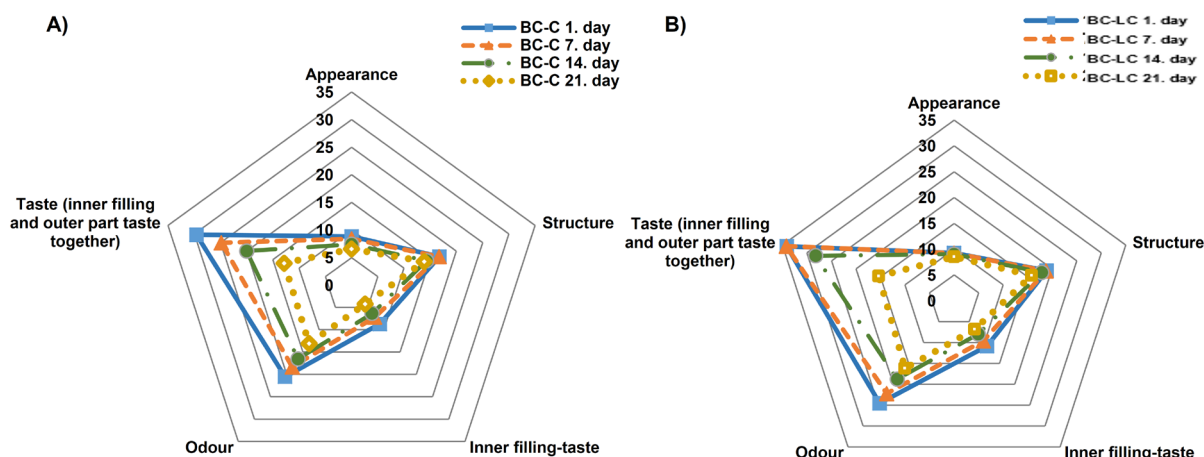 A)
BC-C 1. day
BC-C 7. day
BC-C 14. day
BC-C 21. day
Appearance
35
30
25
20
15
10
5
0
Structure
Inner filling-taste
Odour
Taste (inner filling
and outer part taste
together)
B)
BC-LC 1. day
BC-LC 7. day
BC-LC 14. day
BC-LC 21. day
Appearance
35
30
25
20
15
10
5
0
Structure
Inner filling-taste
Odour
Taste (inner filling
and outer part taste
together)